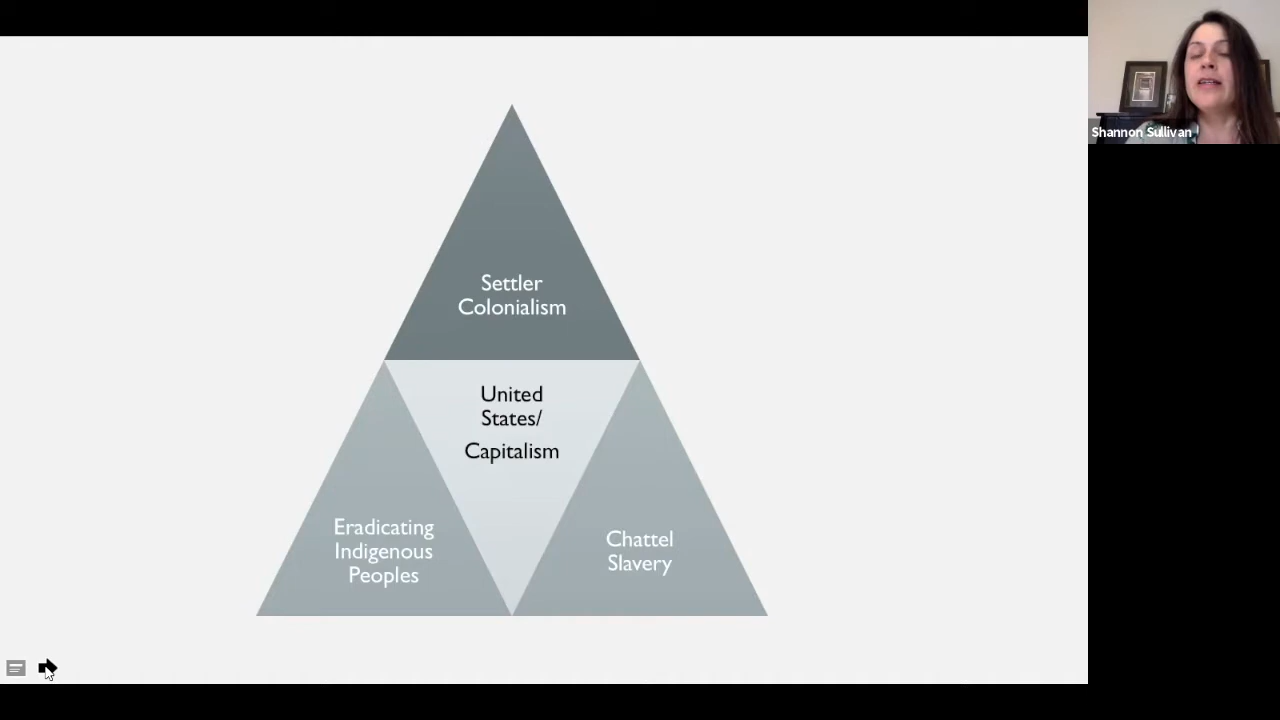 Settler
Colonialism
United
States/
Capitalism
Eradicating
Indigenous
Peoples
Chattel
Slavery
Shannon Sullivan